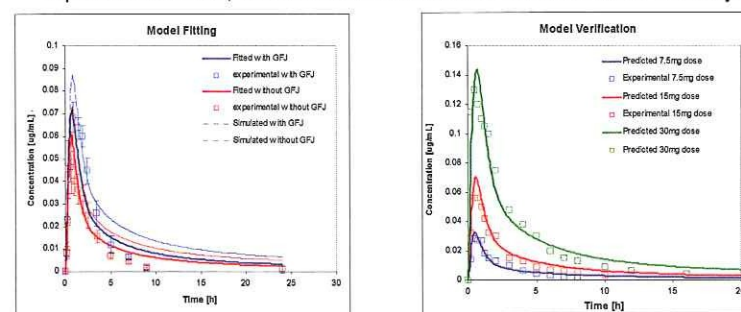 Model Fitting
0.1
0.09
0.08
0.07
0.06
0.05
0.04
0.03
0.02
0.01
0
Concentration [ug/mL]
Fitted with GFJ
experimental with GFJ
Fitted without GFJ
experimental without GFJ
Simulated with GFJ
Simulated without GFJ
0 5 10 15 20 25 30
Time [h]
Model Verification
0.16
0.14
0.12
0.1
0.08
0.06
0.04
0.02
0
Concentration [ug/mL]
Predicted 7.5mg dose
Experimental 7.5mg dose
Predicted 15mg dose
Experimental 15mg dose
Predicted 30mg dose
Predicted 30mg dose
0 5 10 15 20
Time [h]